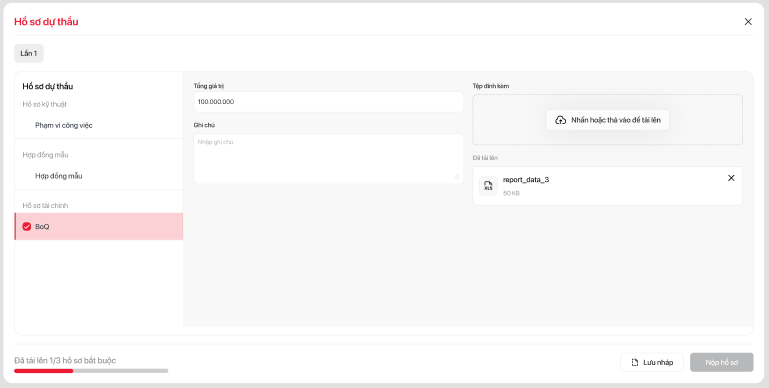 Hồ sơ dự thầu
Lần 1
Hồ sơ dự thầu
Hồ sơ kỹ thuật
Phạm vi công việc
Hợp đồng mẫu
Hợp đồng mẫu
Hồ sơ tài chính
BoQ
Tổng giá trị
100.000.000
Ghi chú
Nhập ghi chú
Tệp đính kèm
Nhấn hoặc thả vào để tải lên
Đã tải lên
XLS
report_data_3
50 KB
Đã tải lên 1/3 hồ sơ bắt buộc
Lưu nháp
Nộp hồ sơ